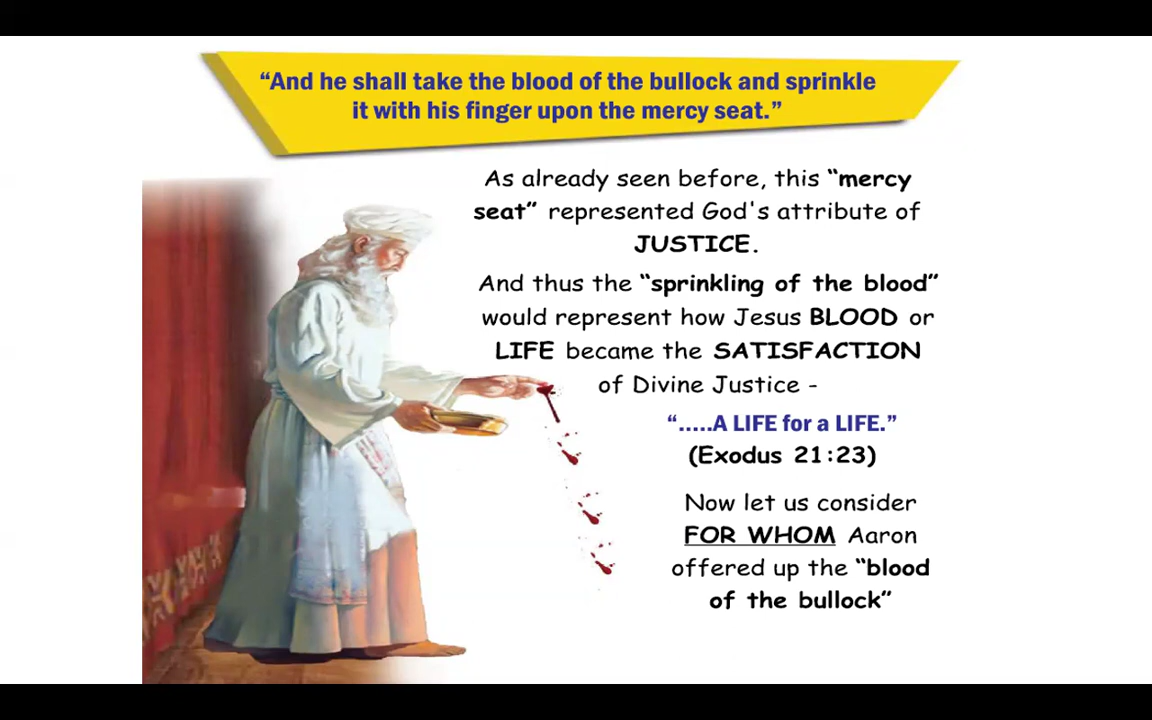 “And he shall take the blood of the bullock and sprinkle
it with his finger upon the mercy seat.”
As already seen before, this “mercy
seat” represented God's attribute of
JUSTICE.
And thus the “sprinkling of the blood”
would represent how Jesus BLOOD or
LIFE became the SATISFACTION
of Divine Justice -
“.....A LIFE for a LIFE.”
(Exodus 21:23)
Now let us consider
FOR WHOM Aaron
offered up the “blood
of the bullock”